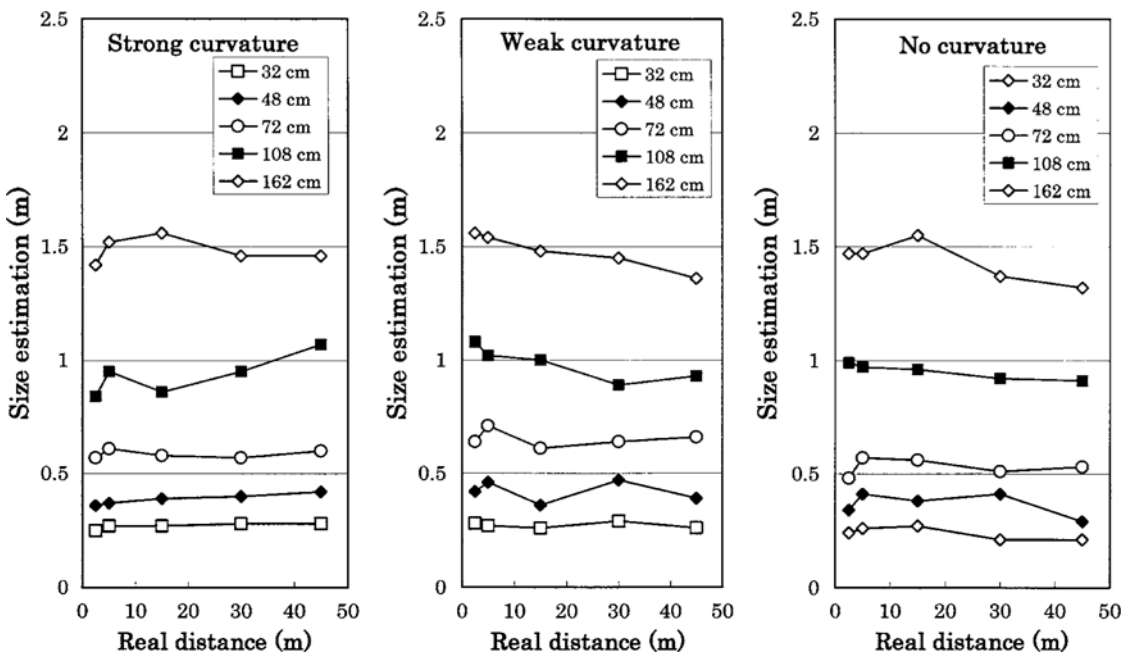 Strong curvature
32 cm
48 cm
72 cm
108 cm
162 cm
2.5
2
1.5
1
0.5
0
Size estimation (m)
0 10 20 30 40 50
Real distance (m)
Weak curvature
32 cm
48 cm
72 cm
108 cm
162 cm
2.5
2
1.5
1
0.5
0
Size estimation (m)
0 10 20 30 40 50
Real distance (m)
No curvature
32 cm
48 cm
72 cm
108 cm
162 cm
2.5
2
1.5
1
0.5
0
Size estimation (m)
0 10 20 30 40 50
Real distance (m)